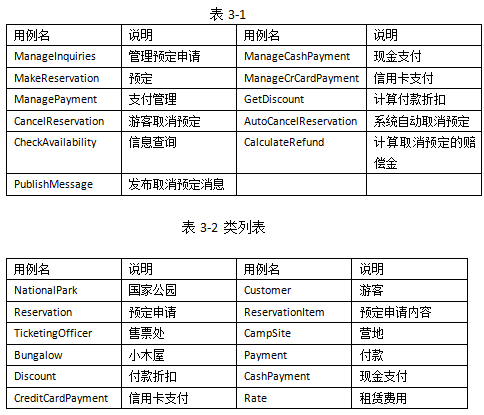 表 3-1
用例名 说明 用例名 说明
ManageInquiries 管理预定申请 ManageCashPayment 现金支付
MakeReservation 预定 ManageCrCardPayment 信用卡支付
ManagePayment 支付管理 GetDiscount 计算付款折扣
CancelReservation 游客取消预定 AutoCancelReservation 系统自动取消预定
CheckAvailability 信息查询 CalculateRefund 计算取消预定的赔
偿金
PublishMessage 发布取消预定消息
表 3-2 类列表
用例名 说明 用例名 说明
NationalPark 国家公园 Customer 游客
Reservation 预定申请 ReservationItem 预定申请内容
TicketingOfficer 售票处 CampSite 营地
Bungalow 小木屋 Payment 付款
Discount 付款折扣 CashPayment 现金支付
CreditCardPayment 信用卡支付 Rate 租赁费用